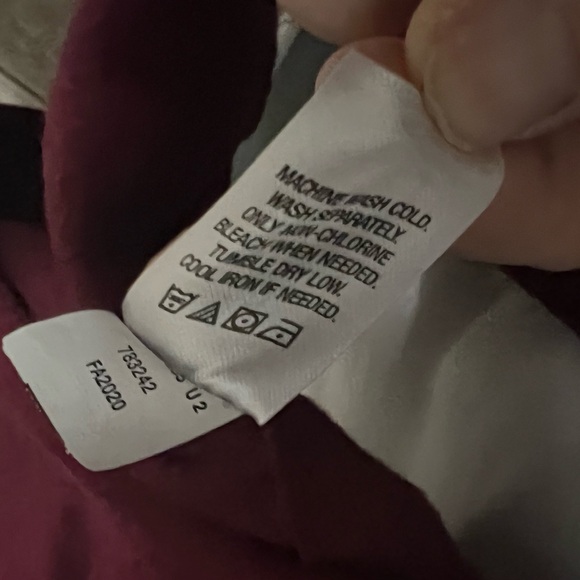 MACHINE WASH COLD.
WASH SEPARATELY.
ONLY NON-CHLORINE
BLEACH WHEN NEEDED.
TUMBLE DRY LOW.
COOL IRON IF NEEDED.
U 2
783242
FA2020